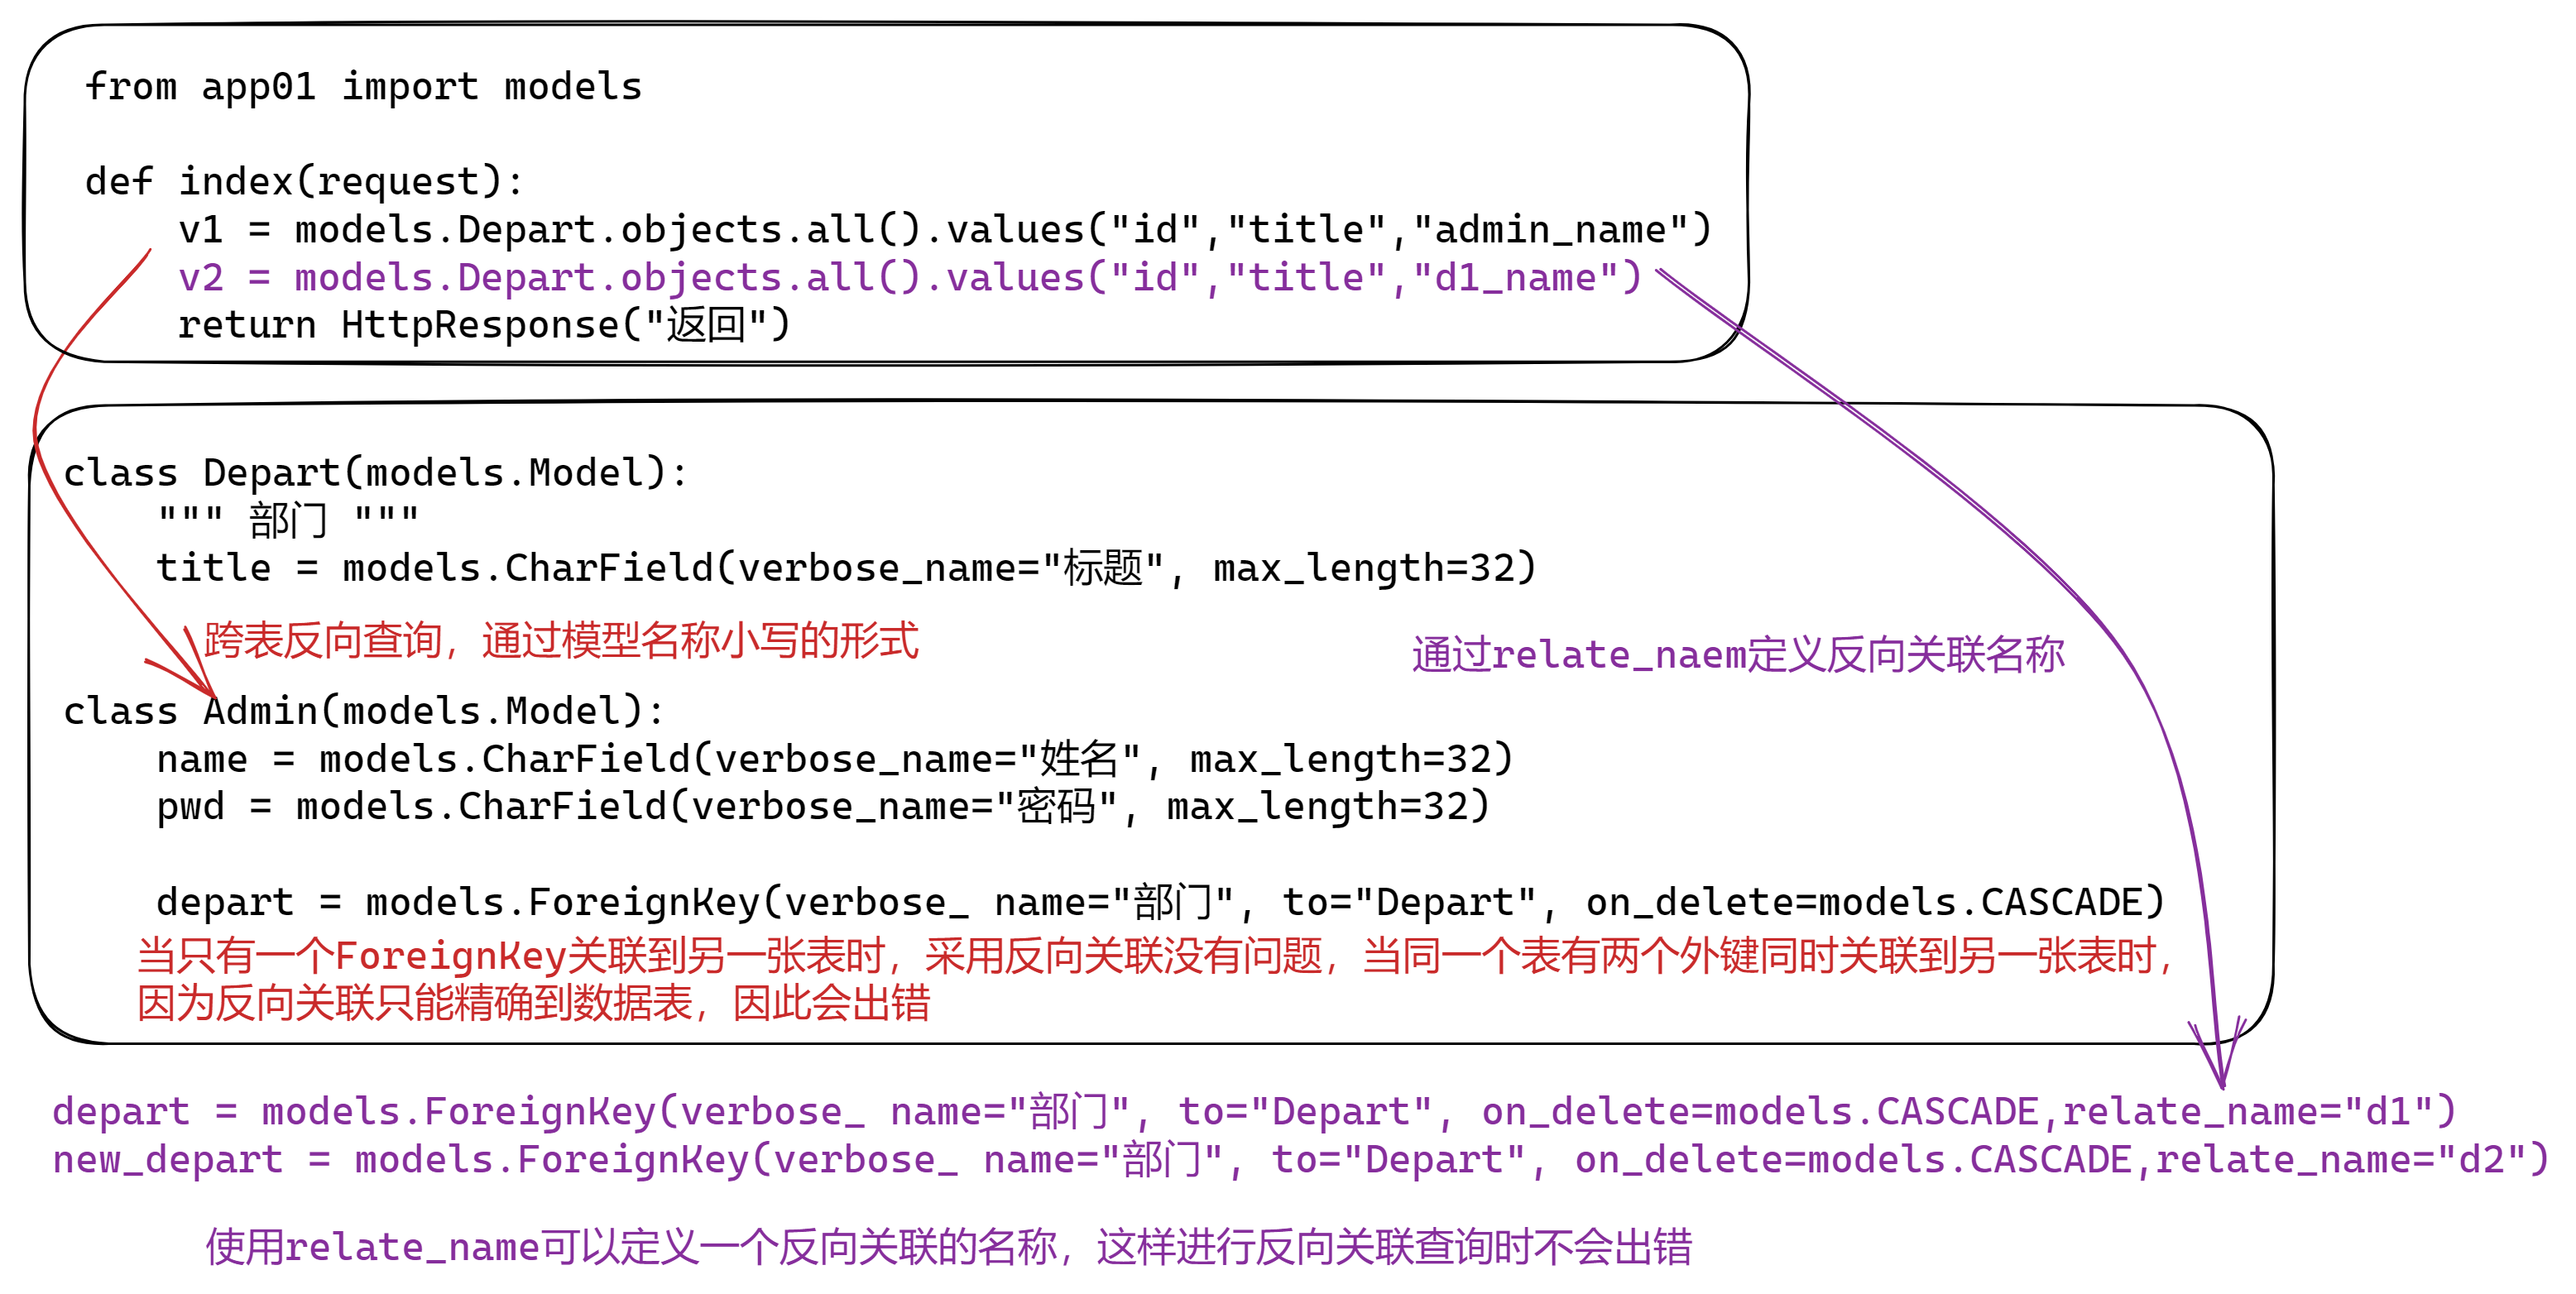 from app01 import models
def index(request):
    v1 = models.Depart.objects.all().values("id","title","admin_name")
    v2 = models.Depart.objects.all().values("id","title","d1_name")
    return HttpResponse("返回")
class Depart(models.Model):
    """ 部门 """
    title = models.CharField(verbose_name="标题", max_length=32)
跨表反向查询，通过模型名称小写的形式
通过relate_naem定义反向关联名称
class Admin(models.Model):
    name = models.CharField(verbose_name="姓名", max_length=32)
    pwd = models.CharField(verbose_name="密码", max_length=32)
    depart = models.ForeignKey(verbose_ name="部门", to="Depart", on_delete=models.CASCADE)
当只有一个ForeignKey关联到另一张表时，采用反向关联没有问题，当同一个表有两个外键同时关联到另一张表时，
因为反向关联只能精确到数据表，因此会出错
depart = models.ForeignKey(verbose_ name="部门", to="Depart", on_delete=models.CASCADE,relate_name="d1")
new_depart = models.ForeignKey(verbose_ name="部门", to="Depart", on_delete=models.CASCADE,relate_name="d2")
使用relate_name可以定义一个反向关联的名称，这样进行反向关联查询时不会出错